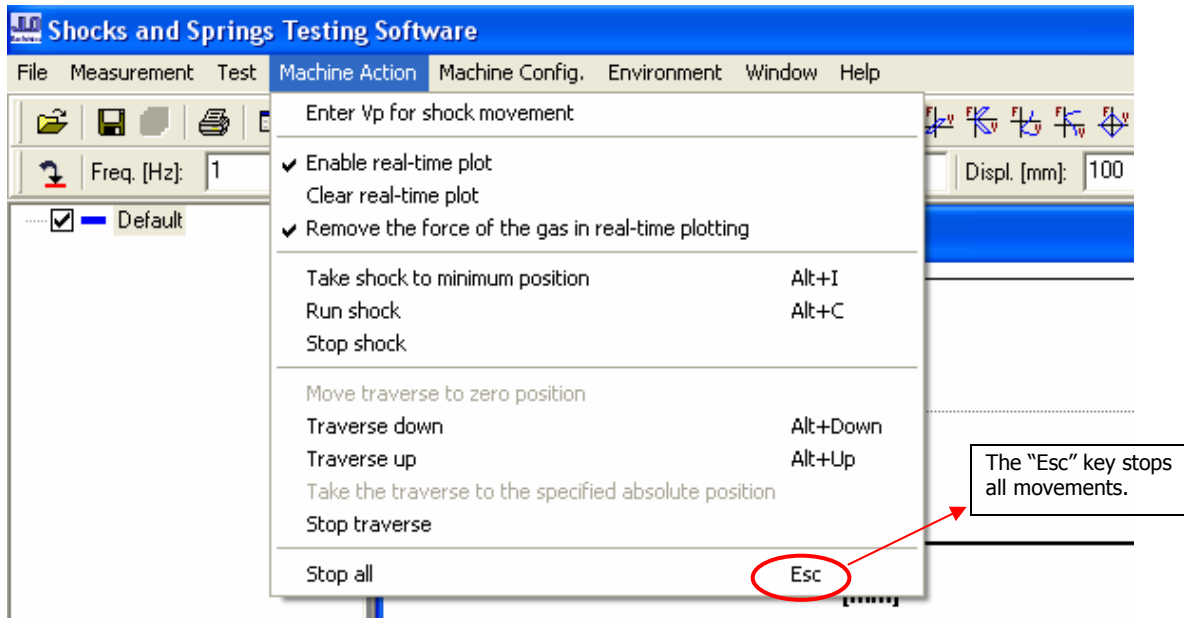 Shocks and Springs Testing Software
File Measurement Test Machine Action Machine Config. Environment Window Help
Enter Vp for shock movement
Freq. [Hz]: 1
Displ. [mm]: 100
Default
Enable real-time plot
Clear real-time plot
Remove the force of the gas in real-time plotting
Take shock to minimum position Alt+I
Run shock Alt+C
Stop shock
Move traverse to zero position
Traverse down Alt+Down
Traverse up Alt+Up
Take the traverse to the specified absolute position
Stop traverse
Stop all Esc
The “Esc” key stops
all movements.
[mm]